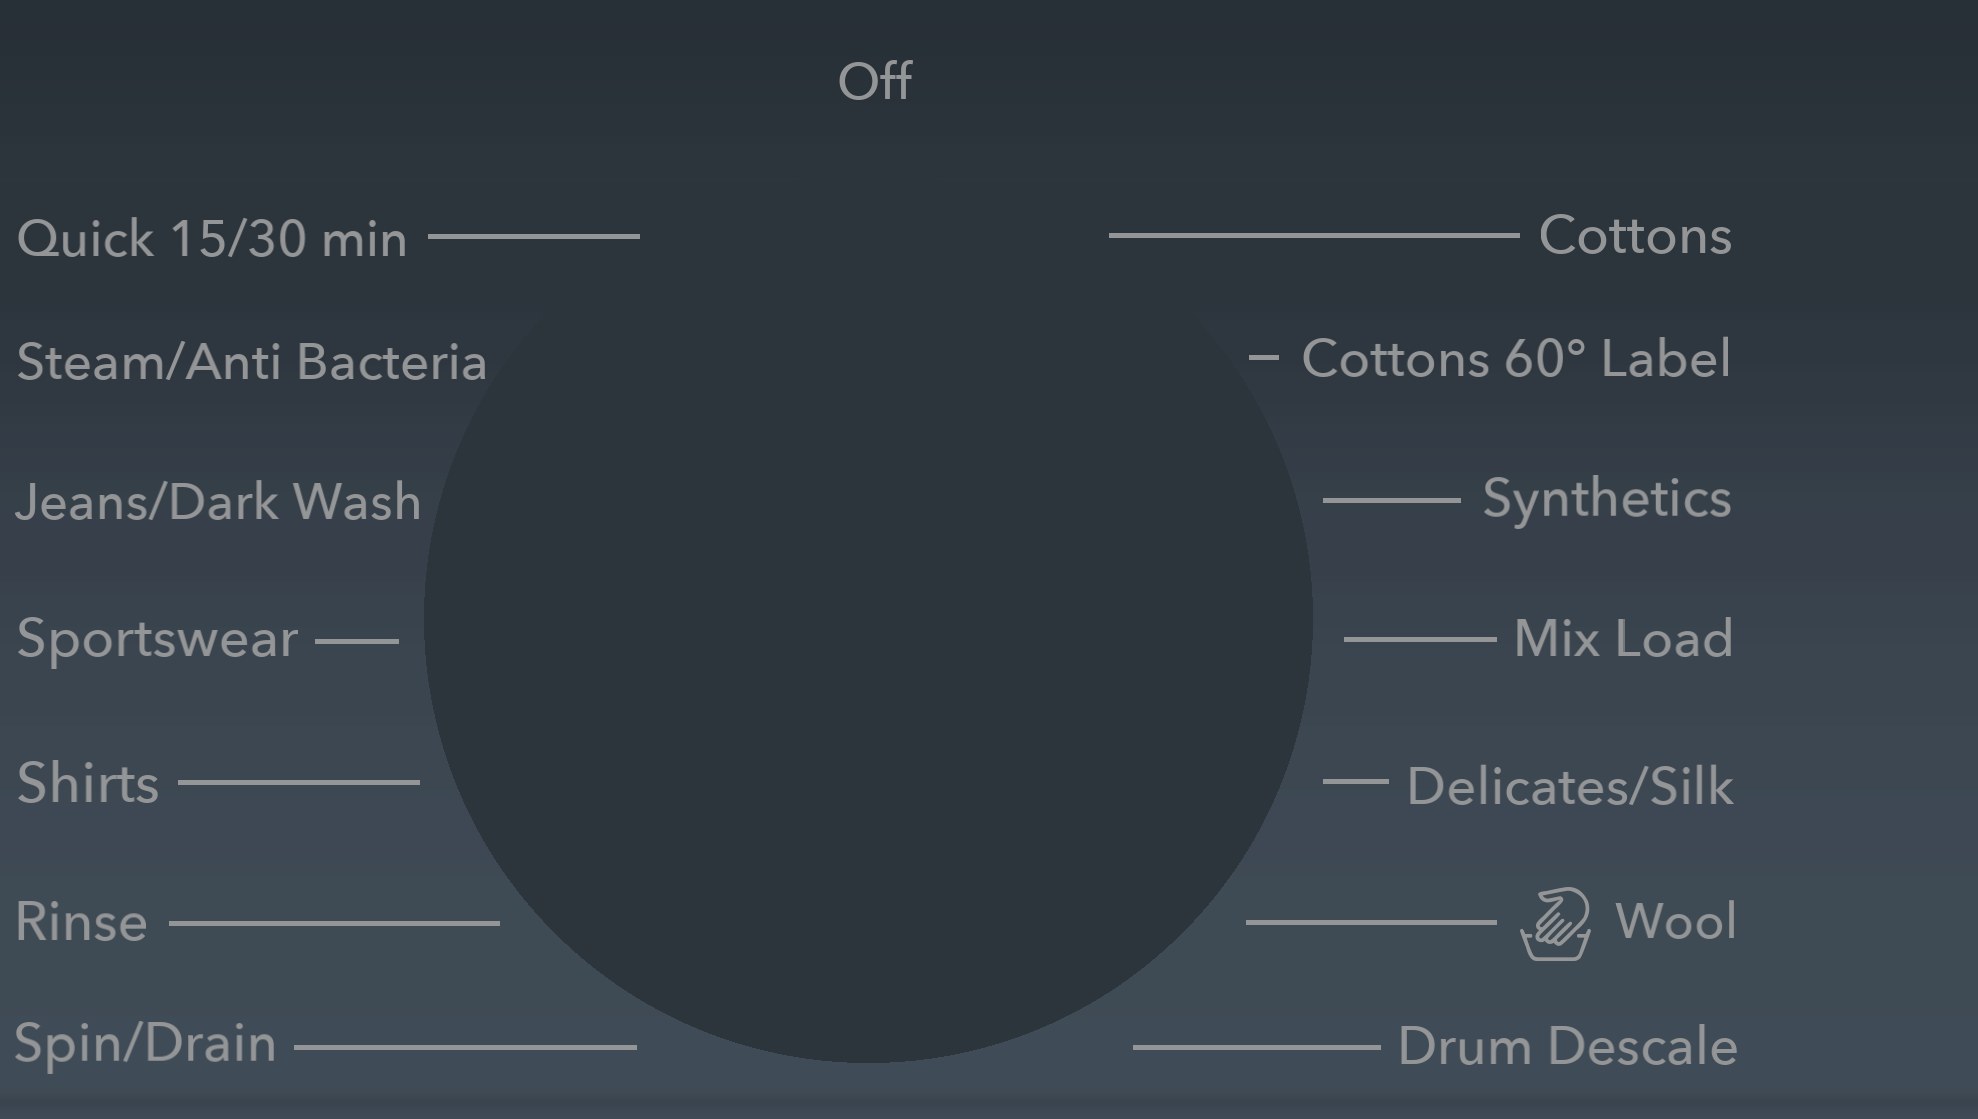 Off
Quick 15/30 min
Cottons
Steam/Anti Bacteria
Cottons 60° Label
Jeans/Dark Wash
Synthetics
Sportswear
Mix Load
Shirts
Delicates/Silk
Rinse
Wool
Spin/Drain
Drum Descale